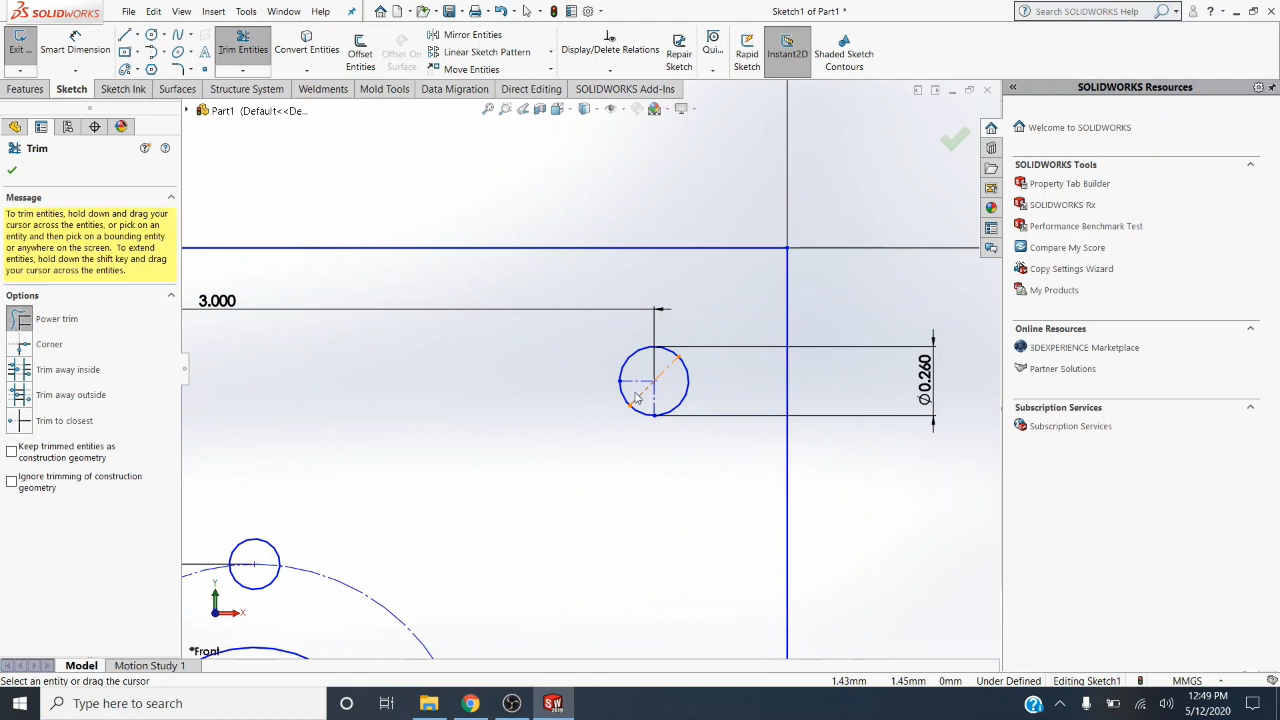 SOLIDWORKS File Edit View Insert Tools Window Help Sketch1 of Part1 * Search SOLIDWORKS Help
Exit ... Smart Dimension Trim Entities Convert Entities Offset Entities Offset On Surface Mirror Entities Linear Sketch Pattern Move Entities Display/Delete Relations Repair Sketch Qui... Rapid Sketch Instant2D Shaded Sketch Contours
Features Sketch Sketch Ink Surfaces Structure System Weldments Mold Tools Data Migration Direct Editing SOLIDWORKS Add-Ins
SOLIDWORKS Resources
Part1 (Default<<De...
Trim
Message
To trim entities, hold down and drag your
cursor across the entities, or pick on an
entity and then pick a bounding entity
or anywhere on the screen. To extend
entities, hold down the shift key and drag
your cursor across the entities.
Options
Power trim
Corner
Trim away inside
Trim away outside
Trim to closest
Keep trimmed entities as
construction geometry
Ignore trimming of construction
geometry
3.000
Ø0.260
Y
X
*Front
Welcome to SOLIDWORKS
SOLIDWORKS Tools
Property Tab Builder
SOLIDWORKS Rx
Performance Benchmark Test
Compare My Score
Copy Settings Wizard
My Products
Online Resources
3DEXPERIENCE Marketplace
Partner Solutions
Subscription Services
Subscription Services
Model Motion Study 1
Select an entity or drag the cursor 1.43mm 1.45mm 0mm Under Defined Editing Sketch1 MMGS
Type here to search
12:49 PM
5/12/2020